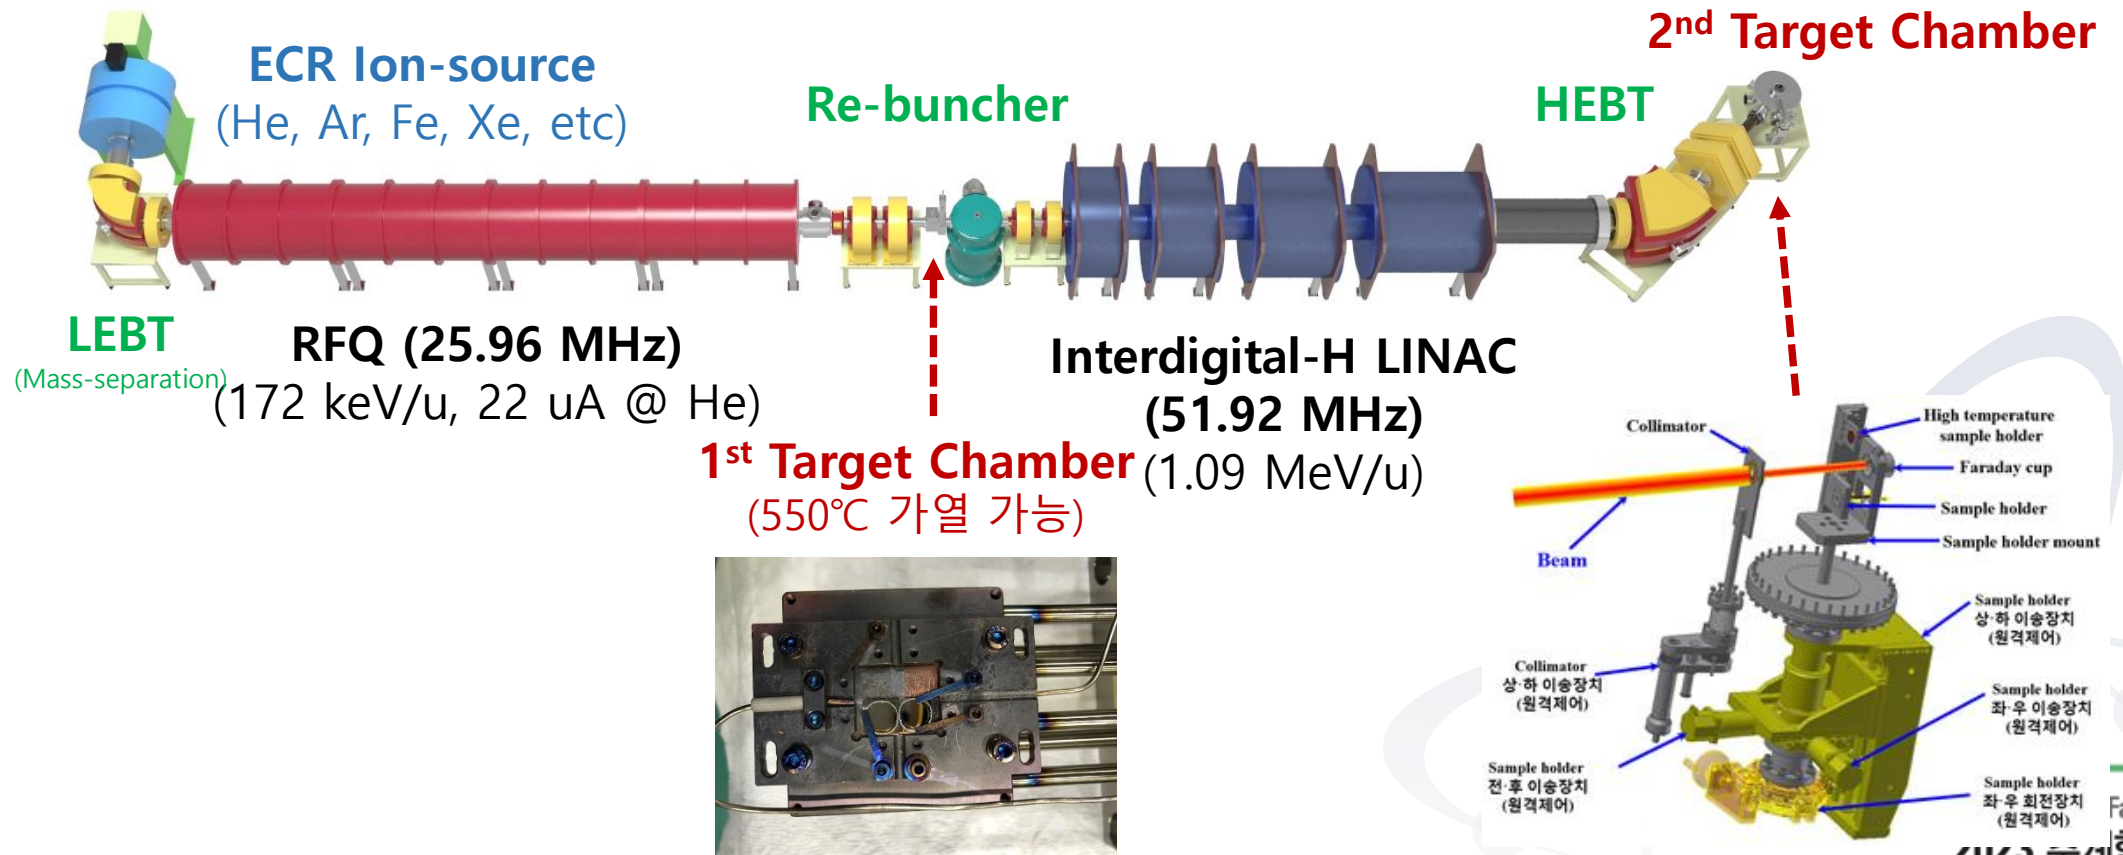 2nd Target Chamber
ECR Ion-source
(He, Ar, Fe, Xe, etc)
Re-buncher
HEBT
LEBT
(Mass-separation)
RFQ (25.96 MHz)
(172 keV/u, 22 uA @ He)
Interdigital-H LINAC
(51.92 MHz)
(1.09 MeV/u)
1st Target Chamber
(550℃ 가열 가능)
Collimator
High temperature
sample holder
Faraday cup
Sample holder
Sample holder mount
Beam
Sample holder
상·하 이송장치
(원격제어)
Collimator
상·하 이송장치
(원격제어)
Sample holder
좌·우 이송장치
(원격제어)
Sample holder
전·후 이송장치
(원격제어)
Sample holder
좌·우 회전장치
(원격제어)